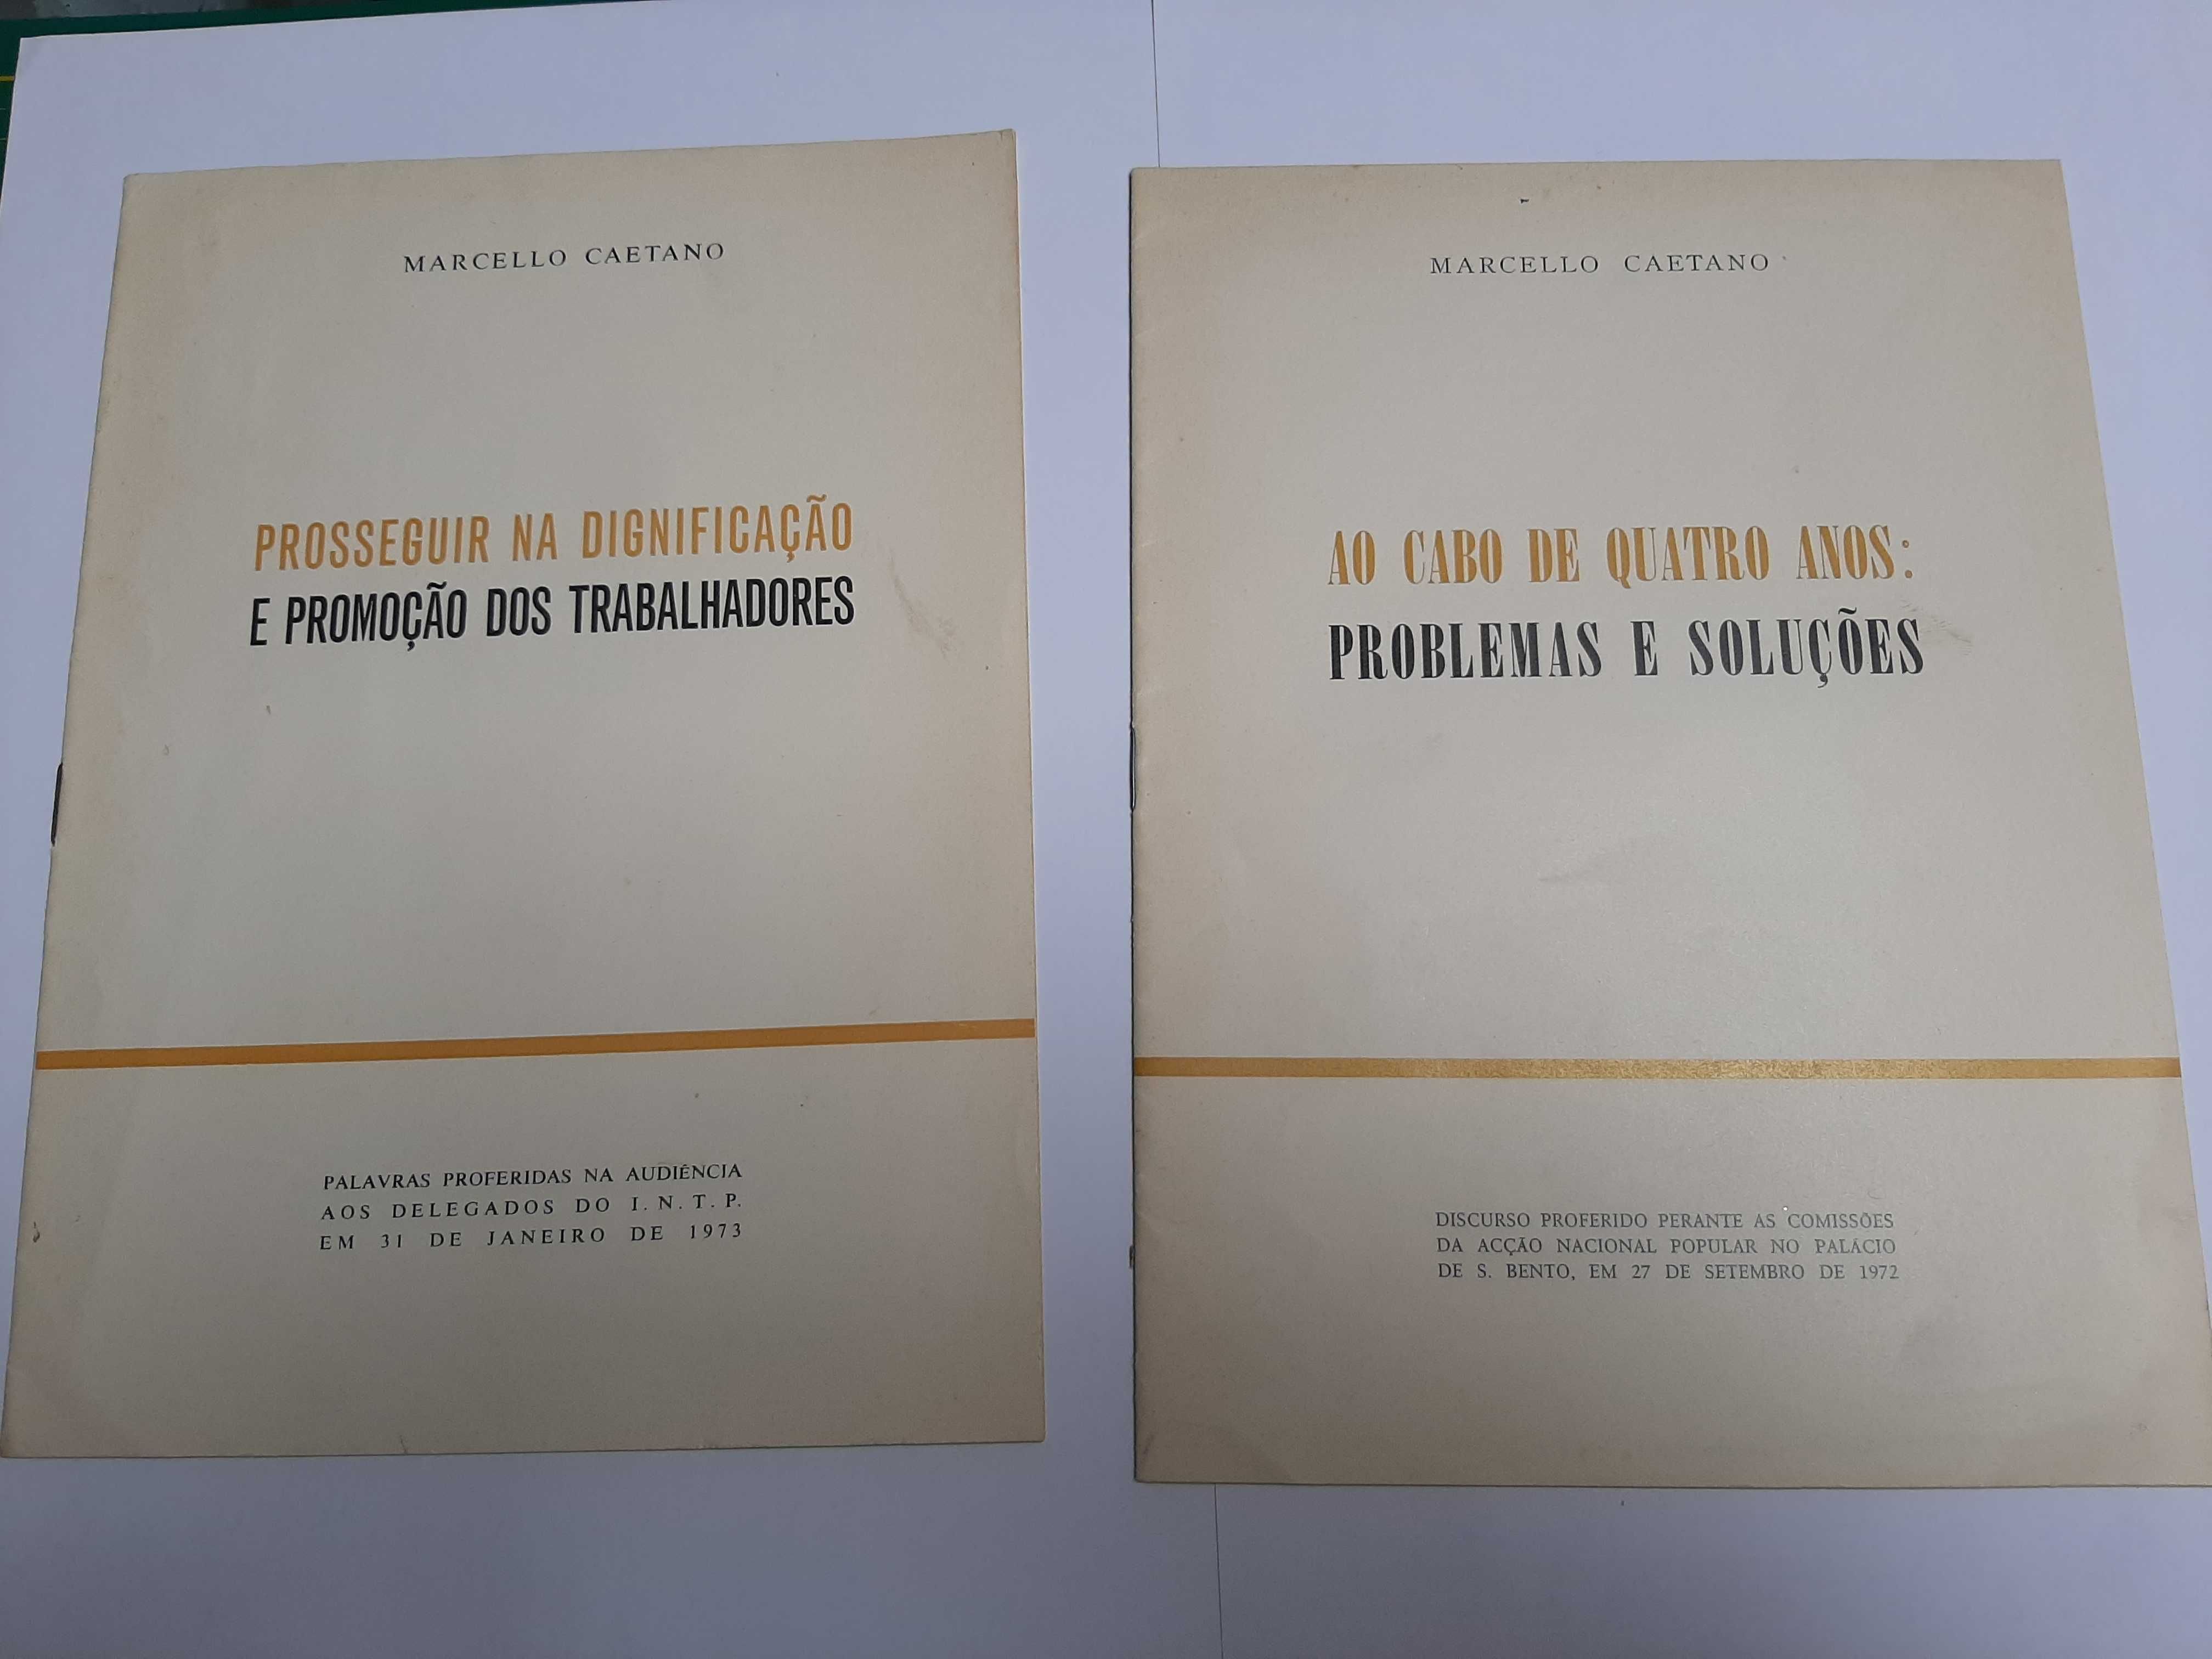 MARCELLO CAETANO
PROSSEGUIR NA DIGNIFICAÇÃO
E PROMOÇÃO DOS TRABALHADORES
PALAVRAS PROFERIDAS NA AUDIÊNCIA
AOS DELEGADOS DO I. N. T. P.
EM 31 DE JANEIRO DE 1973
MARCELLO CAETANO
AO CABO DE QUATRO ANOS:
PROBLEMAS E SOLUÇÕES
DISCURSO PROFERIDO PERANTE AS COMISSÕES
DA ACÇÃO NACIONAL POPULAR NO PALÁCIO
DE S. BENTO, EM 27 DE SETEMBRO DE 1972